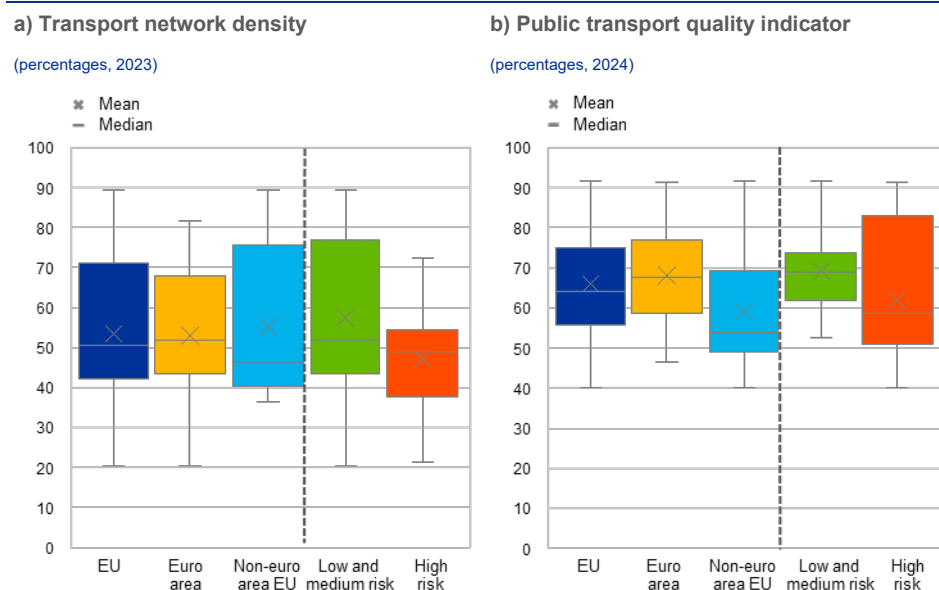 a) Transport network density
(percentages, 2023)
Mean
Median
100
90
80
70
60
50
40
30
20
10
0
EU
Euro
area
Non-euro
area EU
Low and
medium risk
High
risk
b) Public transport quality indicator
(percentages, 2024)
Mean
Median
100
90
80
70
60
50
40
30
20
10
0
EU
Euro
area
Non-euro
area EU
Low and
medium risk
High
risk